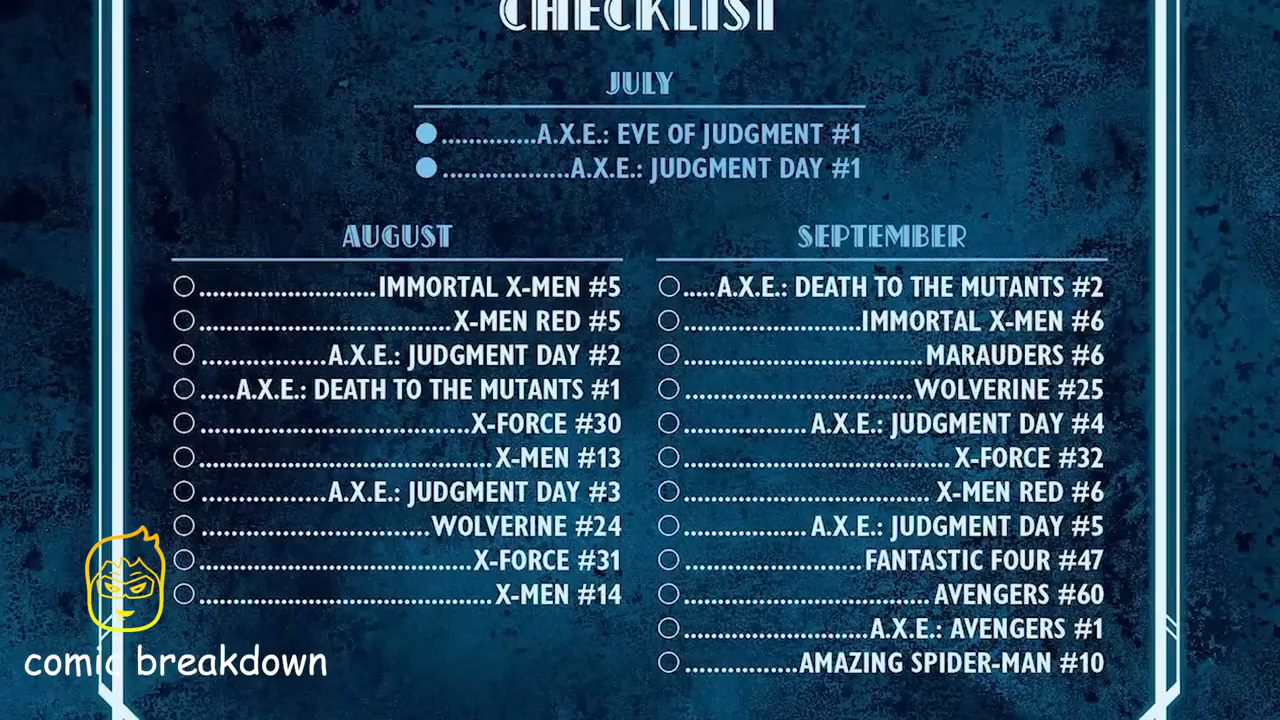 CHECKLIST
JULY
..............A.X.E.: EVE OF JUDGMENT #1
...................A.X.E.: JUDGMENT DAY #1
AUGUST
..........................IMMORTAL X-MEN #5
.....................................X-MEN RED #5
...................A.X.E.: JUDGMENT DAY #2
.....A.X.E.: DEATH TO THE MUTANTS #1
........................................X-FORCE #30
...........................................X-MEN #13
...................A.X.E.: JUDGMENT DAY #3
..................................WOLVERINE #24
........................................X-FORCE #31
...........................................X-MEN #14
SEPTEMBER
.....A.X.E.: DEATH TO THE MUTANTS #2
..........................IMMORTAL X-MEN #6
...................................MARAUDERS #6
..................................WOLVERINE #25
..................A.X.E.: JUDGMENT DAY #4
.......................................X-FORCE #32
.................................... X-MEN RED #6
..................A.X.E.: JUDGMENT DAY #5
..........................FANTASTIC FOUR #47
....................................AVENGERS #60
...........................A.X.E.: AVENGERS #1
.................AMAZING SPIDER-MAN #10
comic breakdown